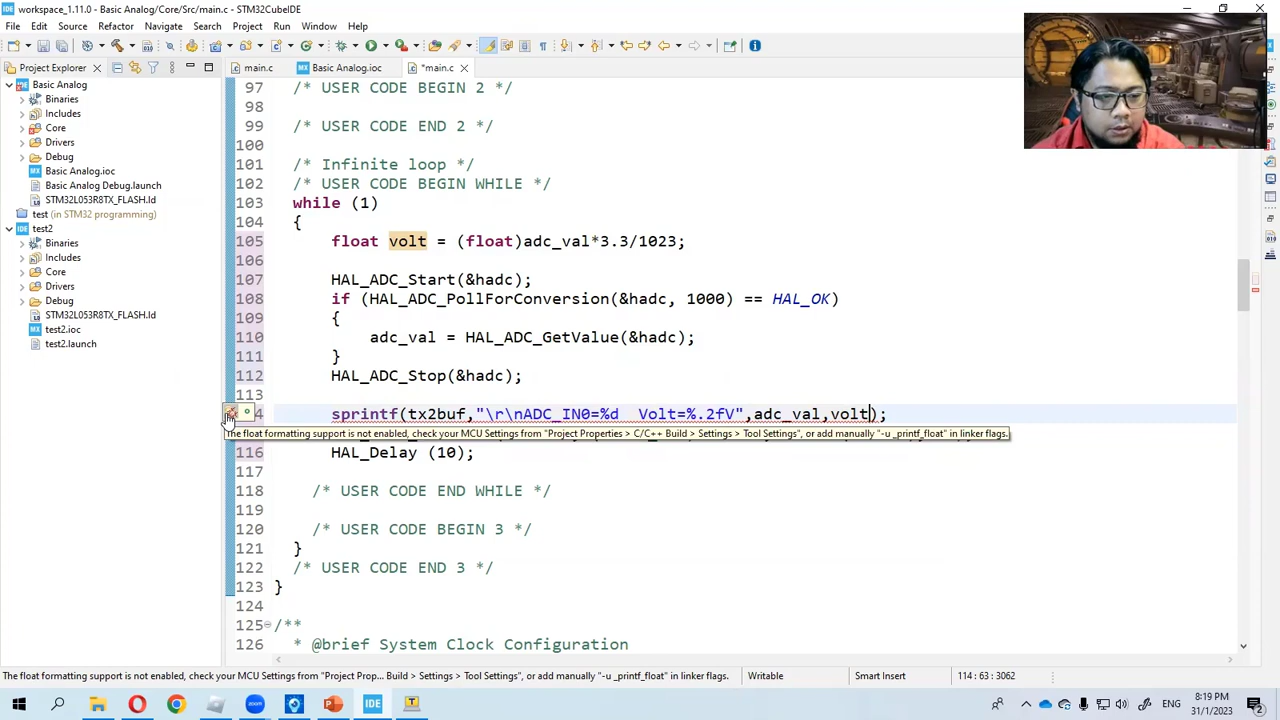 workspace_1.11.0 - Basic Analog/Core/Src/main.c - STM32CubeIDE
File Edit Source Refactor Navigate Search Project Run Window Help
Project Explorer
main.c
Basic Analog.ioc
*main.c
Basic Analog
Binaries
Includes
Core
Drivers
Debug
Basic Analog.ioc
Basic Analog Debug.launch
STM32L053R8TX_FLASH.ld
test (in STM32 programming)
test2
Binaries
Includes
Core
Drivers
Debug
STM32L053R8TX_FLASH.ld
test2.ioc
test2.launch
97 /* USER CODE BEGIN 2 */
98
99 /* USER CODE END 2 */
100
101 /* Infinite loop */
102 /* USER CODE BEGIN WHILE */
103 while (1)
104 {
105 float volt = (float)adc_val*3.3/1023;
106
107 HAL_ADC_Start(&hadc);
108 if (HAL_ADC_PollForConversion(&hadc, 1000) == HAL_OK)
109 {
110 adc_val = HAL_ADC_GetValue(&hadc);
111 }
112 HAL_ADC_Stop(&hadc);
113
4 sprintf(tx2buf,"\r\nADC_IN0=%d  Volt=%.2fV",adc_val,volt);
The float formatting support is not enabled, check your MCU Settings from "Project Properties > C/C++ Build > Settings > Tool Settings", or add manually "-u _printf_float" in linker flags.
116 HAL_Delay (10);
117
118 /* USER CODE END WHILE */
119
120 /* USER CODE BEGIN 3 */
121 }
122 /* USER CODE END 3 */
123 }
124
125 /**
126 * @brief System Clock Configuration
The float formatting support is not enabled, check your MCU Settings from "Project Prop... Build > Settings > Tool Settings", or add manually "-u _printf_float" in linker flags.
Writable
Smart Insert
114 : 63 : 3062
zoom
IDE
ENG
8:19 PM
31/1/2023